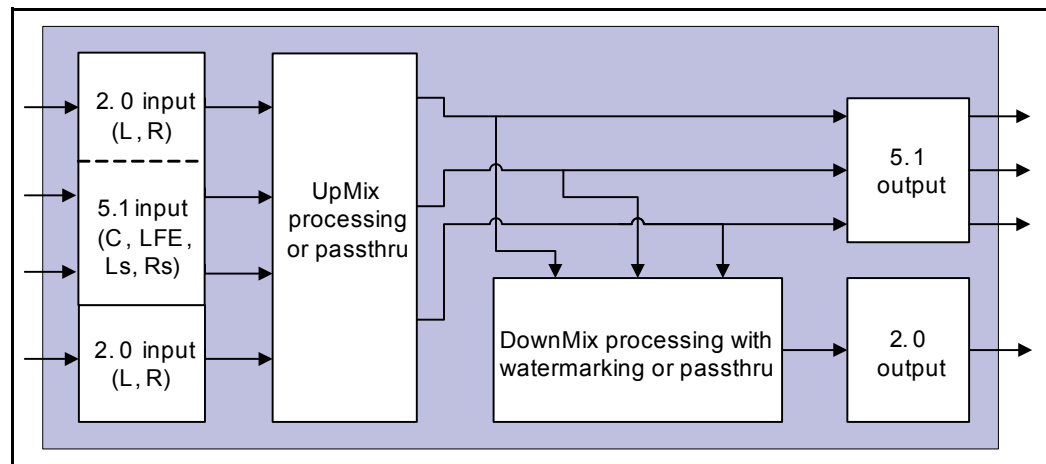 2.0 input
(L, R)
5.1 input
(C, LFE,
Ls, Rs)
2.0 input
(L, R)
UpMix
processing
or passthru
DownMix processing with
watermarking or passthru
5.1
output
2.0
output